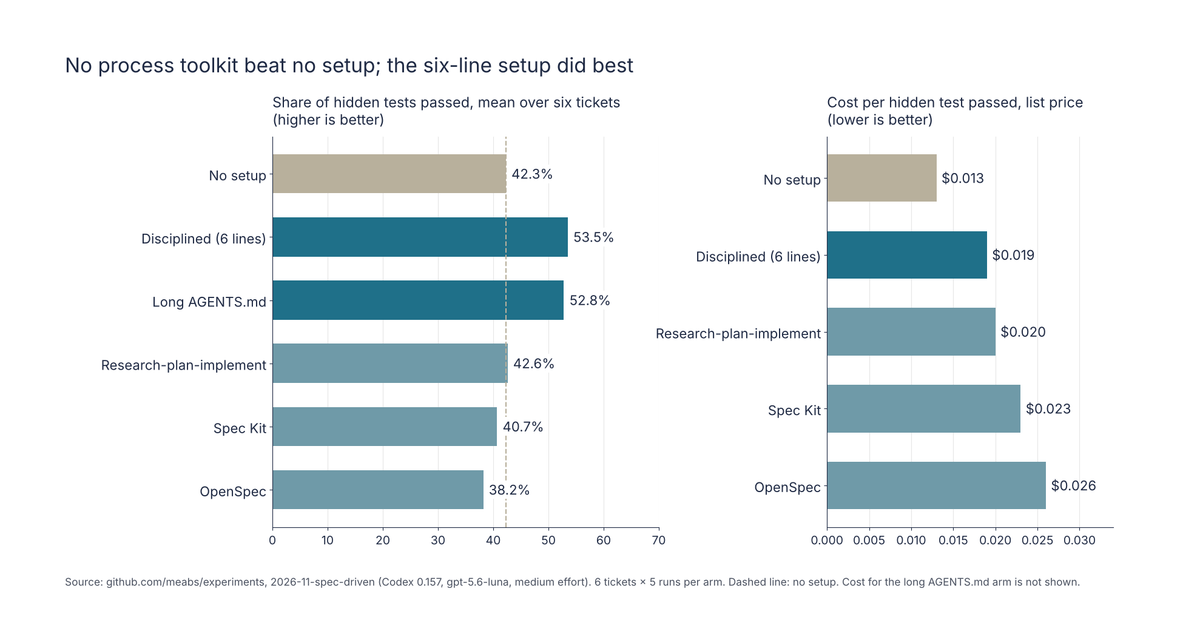 No process toolkit beat no setup; the six-line setup did best
Share of hidden tests passed, mean over six tickets
(higher is better)
No setup
42.3%
Disciplined (6 lines)
53.5%
Long AGENTS.md
52.8%
Research-plan-implement
42.6%
Spec Kit
40.7%
OpenSpec
38.2%
0 10 20 30 40 50 60 70
Cost per hidden test passed, list price
(lower is better)
No setup
$0.013
Disciplined (6 lines)
$0.019
Research-plan-implement
$0.020
Spec Kit
$0.023
OpenSpec
$0.026
0.000 0.005 0.010 0.015 0.020 0.025 0.030
Source: github.com/meabs/experiments, 2026-11-spec-driven (Codex 0.157, gpt-5.6-luna, medium effort). 6 tickets × 5 runs per arm. Dashed line: no setup. Cost for the long AGENTS.md arm is not shown.